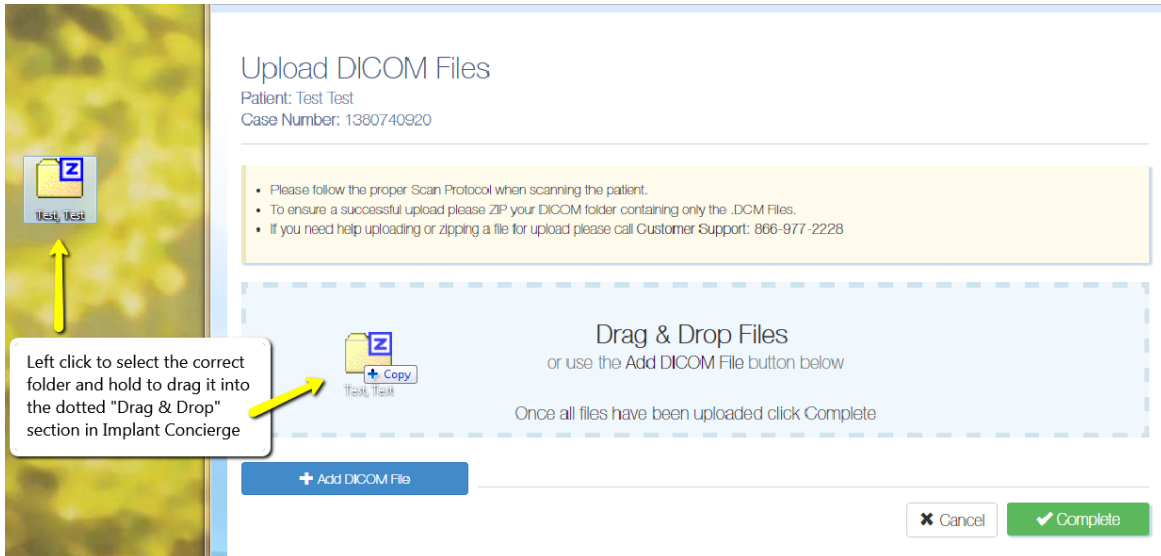 Upload DICOM Files
Patient: Test Test
Case Number: 1380740920
Z
Test, Test
• Please follow the proper Scan Protocol when scanning the patient.
• To ensure a successful upload please ZIP your DICOM folder containing only the .DCM Files.
• If you need help uploading or zipping a file for upload please call Customer Support: 866-977-2228
Left click to select the correct
folder and hold to drag it into
the dotted "Drag & Drop"
section in Implant Concierge
Z
+ Copy
Test, Test
Drag & Drop Files
or use the Add DICOM File button below
Once all files have been uploaded click Complete
+ Add DICOM File
✖ Cancel
✔ Complete